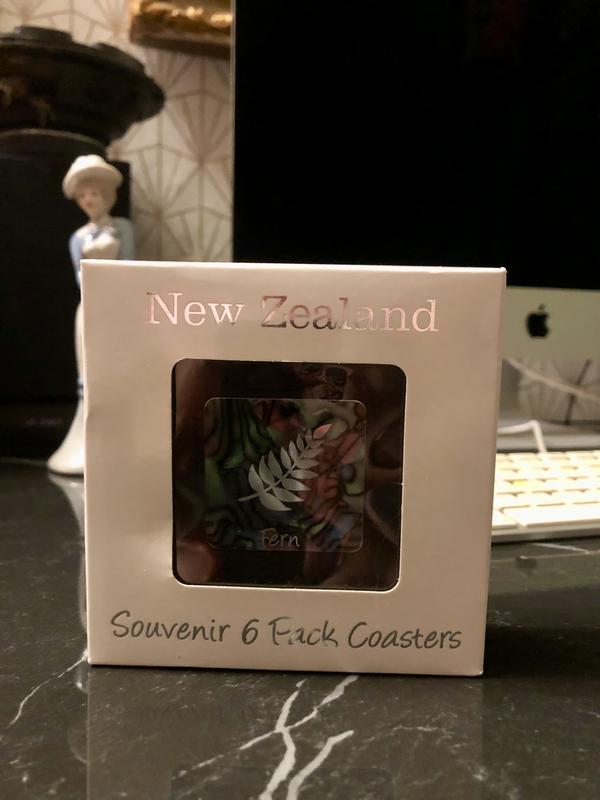 New Zealand
Fern
Souvenir 6 Pack Coasters